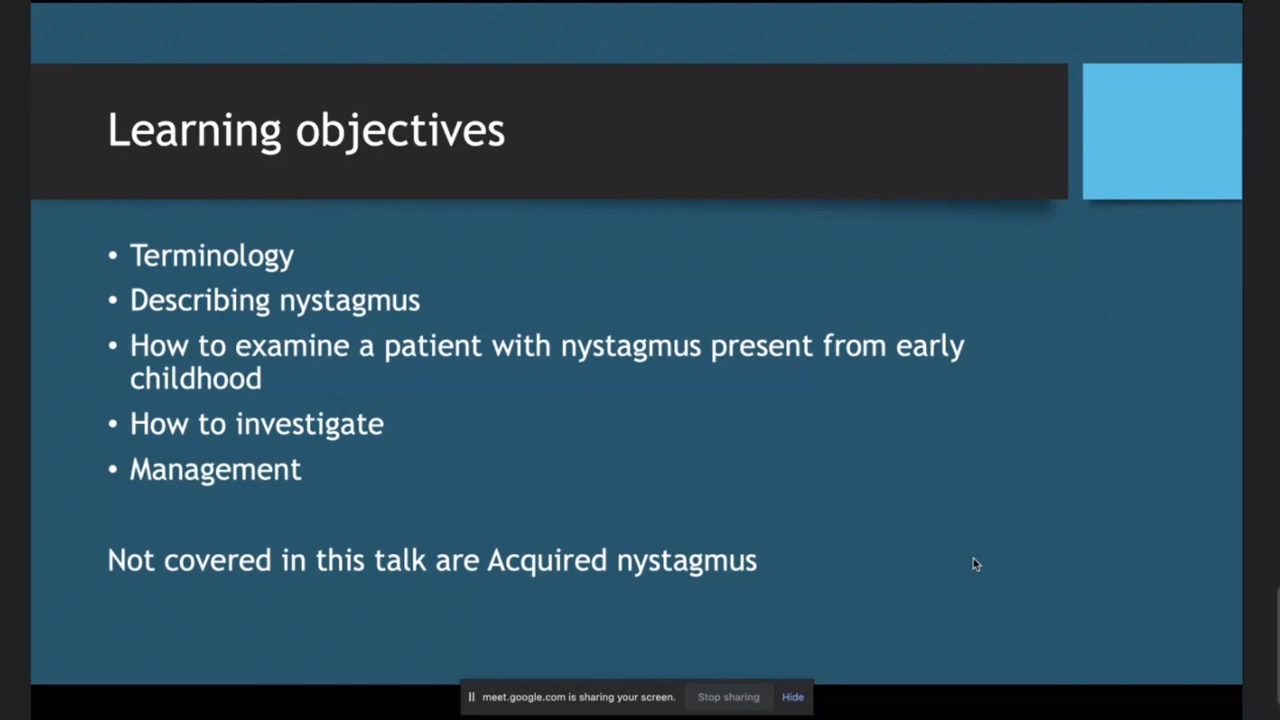 Learning objectives
• Terminology
• Describing nystagmus
• How to examine a patient with nystagmus present from early
childhood
• How to investigate
• Management
Not covered in this talk are Acquired nystagmus
meet.google.com is sharing your screen. Stop sharing Hide